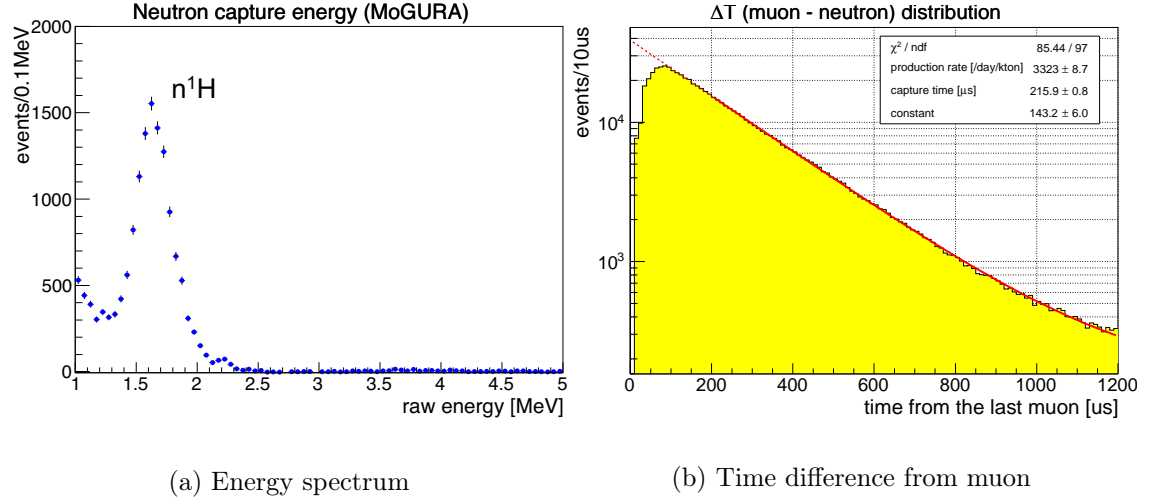 Neutron capture energy (MoGURA)
events/0.1MeV
2000
1500
1000
500
0
n¹H
1 1.5 2 2.5 3 3.5 4 4.5 5
raw energy [MeV]
(a) Energy spectrum
ΔT (muon - neutron) distribution
events/10us
10⁴
10³
χ² / ndf 85.44 / 97
production rate [/day/kton] 3323 ± 8.7
capture time [μs] 215.9 ± 0.8
constant 143.2 ± 6.0
0 200 400 600 800 1000 1200
time from the last muon [us]
(b) Time difference from muon